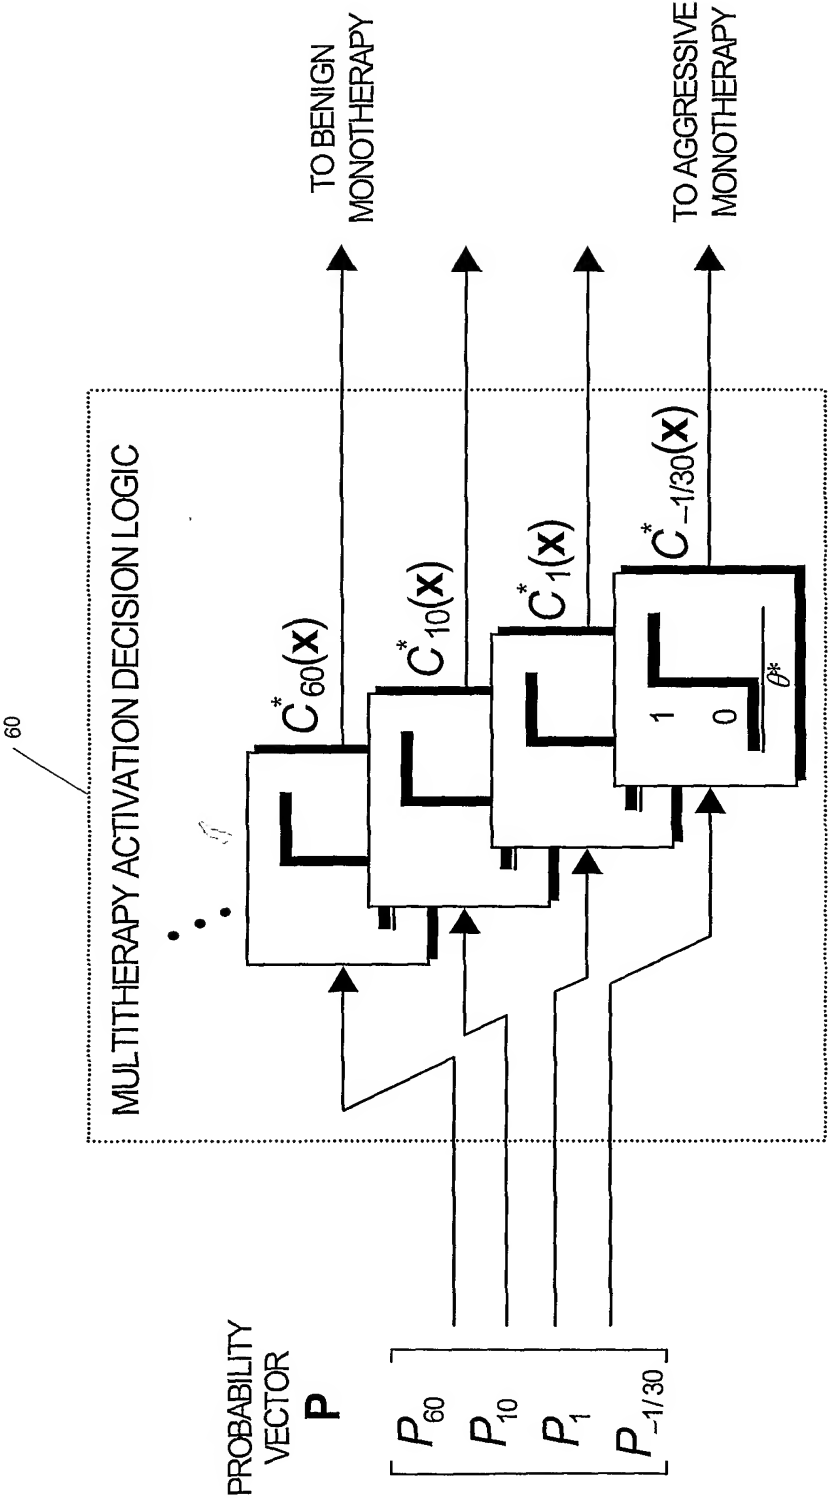 60
MULTITHERAPY ACTIVATION DECISION LOGIC
PROBABILITY
VECTOR
P
P60
P10
P1
P–1/30
C*60(x)
C*10(x)
C*1(x)
C*–1/30(x)
1
0
θ*
TO BENIGN
MONOTHERAPY
TO AGGRESSIVE
MONOTHERAPY